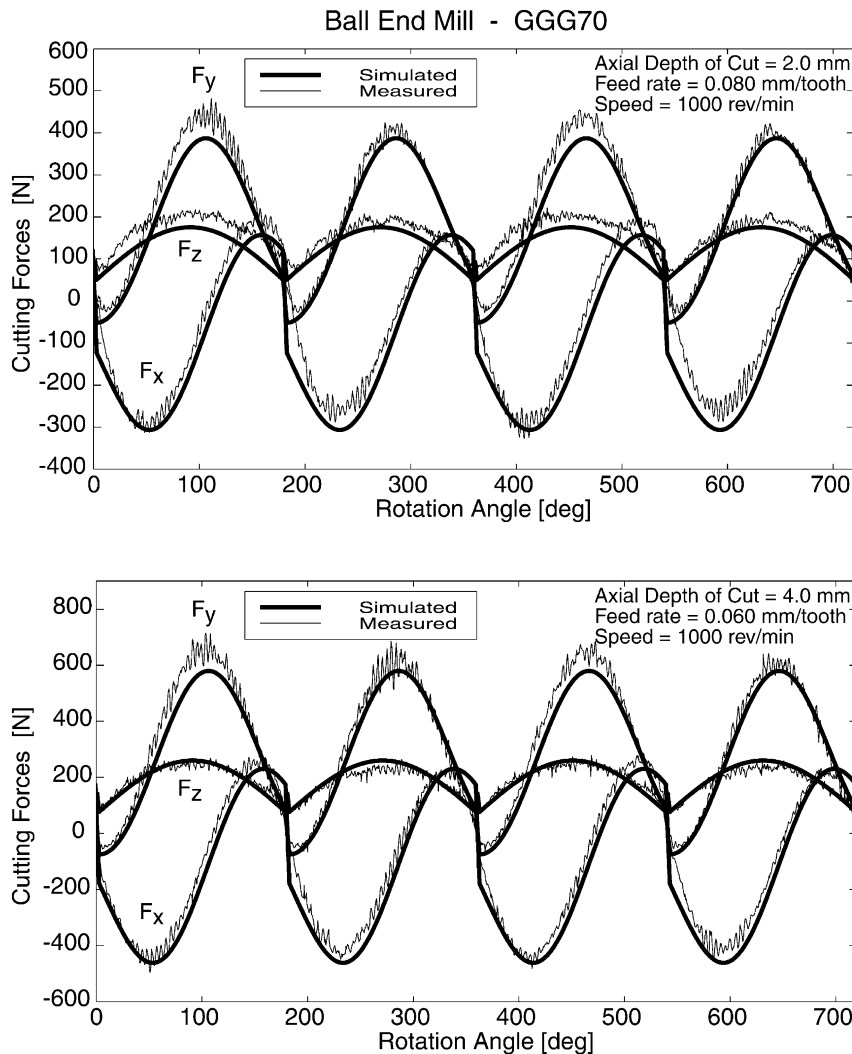 Ball End Mill - GGG70
600
500
400
300
200
100
0
-100
-200
-300
-400
Cutting Forces [N]
Fy
Fz
Fx
Simulated
Measured
Axial Depth of Cut = 2.0 mm
Feed rate = 0.080 mm/tooth
Speed = 1000 rev/min
0 100 200 300 400 500 600 700
Rotation Angle [deg]
800
600
400
200
0
-200
-400
-600
Cutting Forces [N]
Fy
Fz
Fx
Simulated
Measured
Axial Depth of Cut = 4.0 mm
Feed rate = 0.060 mm/tooth
Speed = 1000 rev/min
0 100 200 300 400 500 600 700
Rotation Angle [deg]